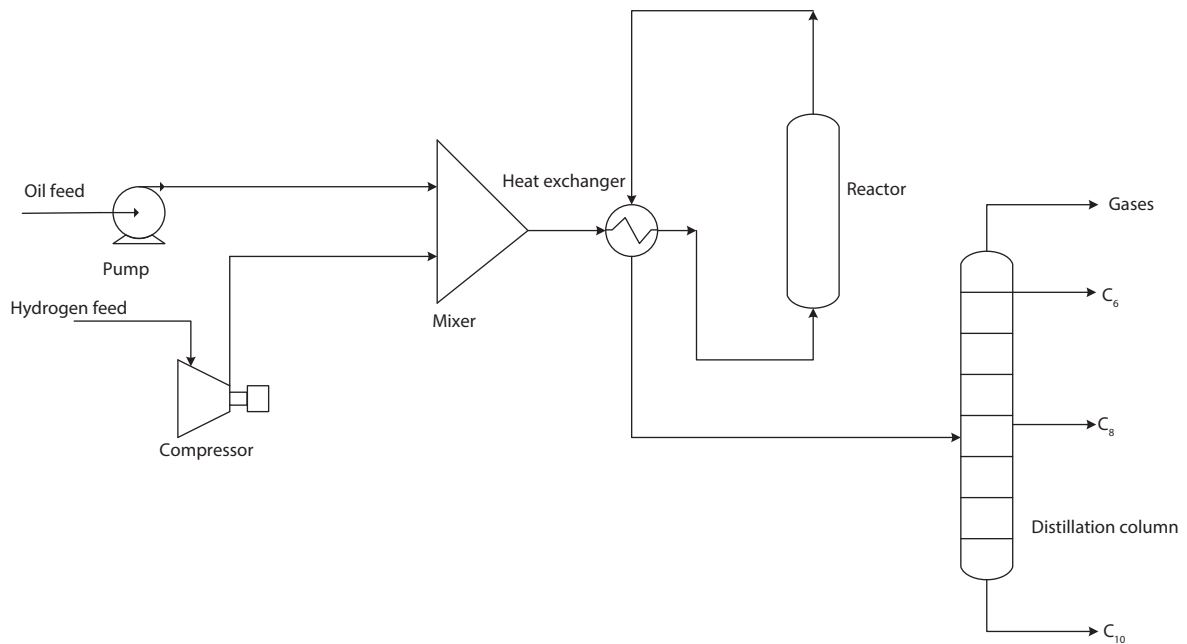 Oil feed
Pump
Hydrogen feed
Compressor
Mixer
Heat exchanger
Reactor
Gases
C₆
C₈
Distillation column
C₁₀